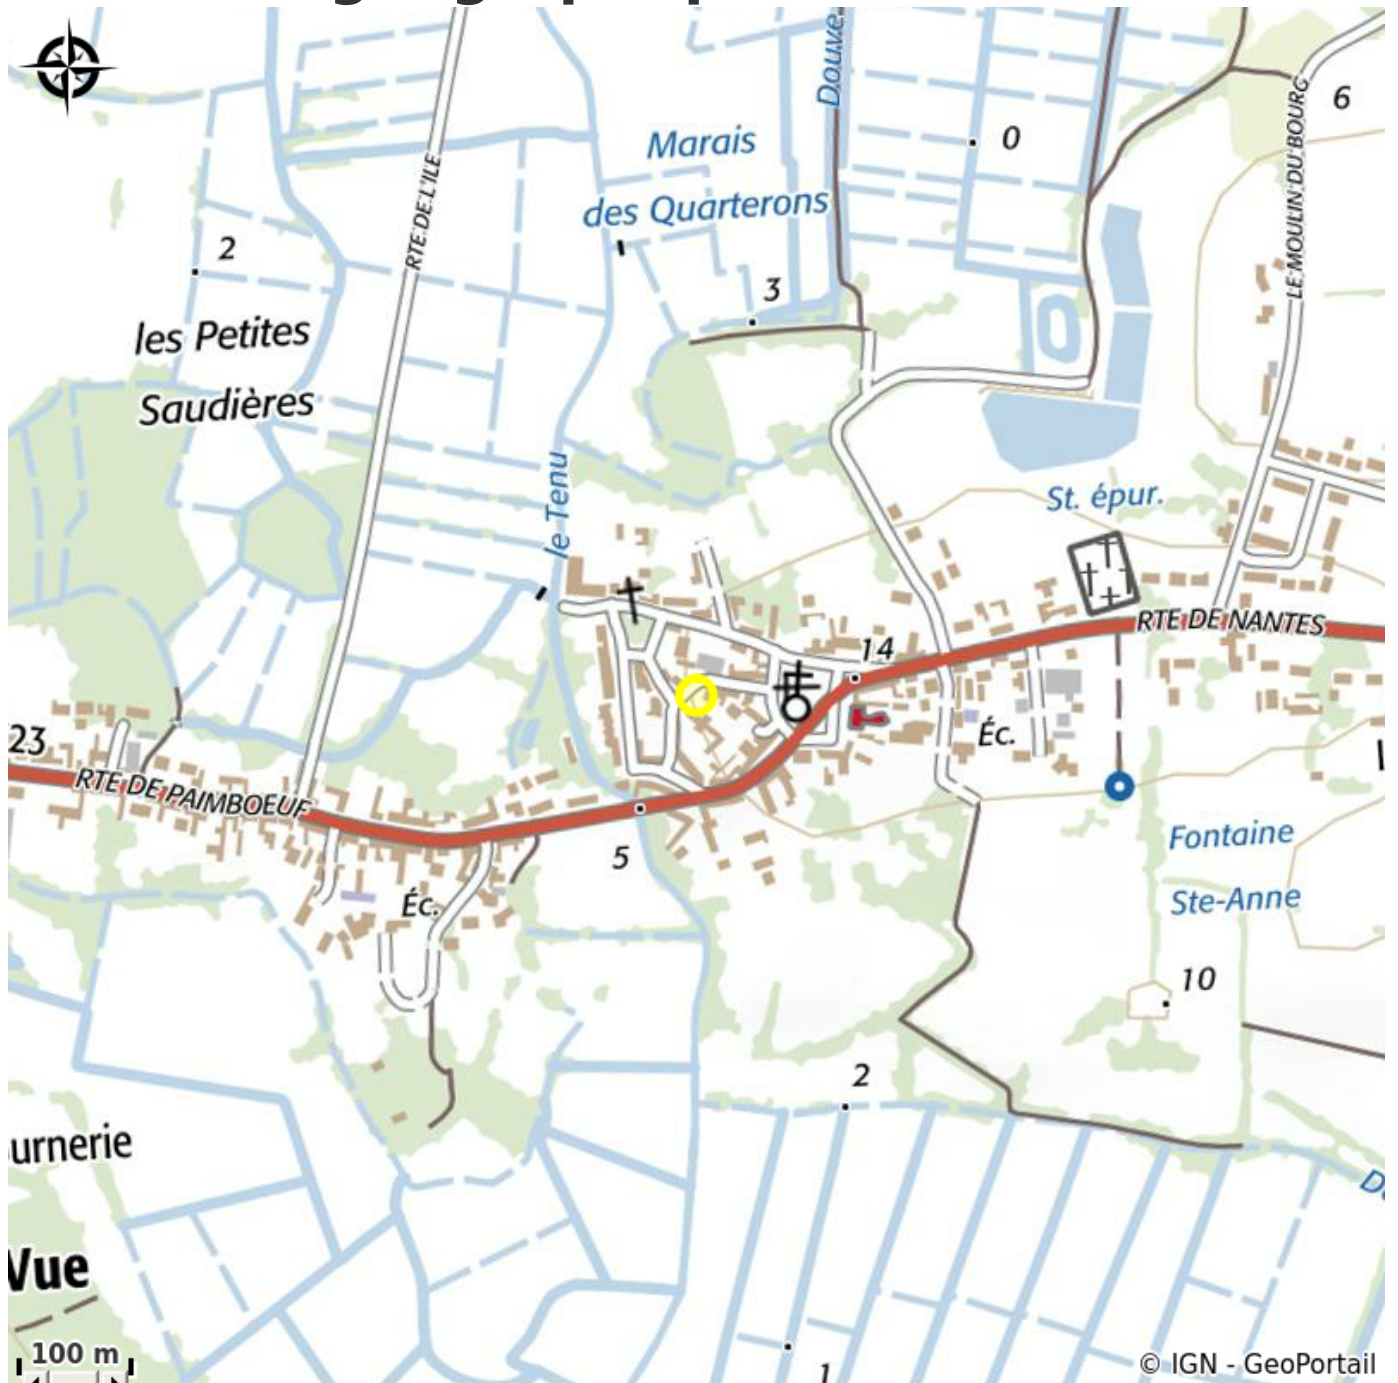 Douve
6
0
Marais
RTE DE L'ILE
LE MOULIN DU BOURG
des Quarterons
2
3
les Petites
Saudières
le Tenu
St. épur.
RTE DE NANTES
14
23
Éc.
RTE DE PAIMBOEUF
Fontaine
5
Ste-Anne
Éc.
10
2
urnerie
Vue
100 m
1
© IGN - GeoPortail